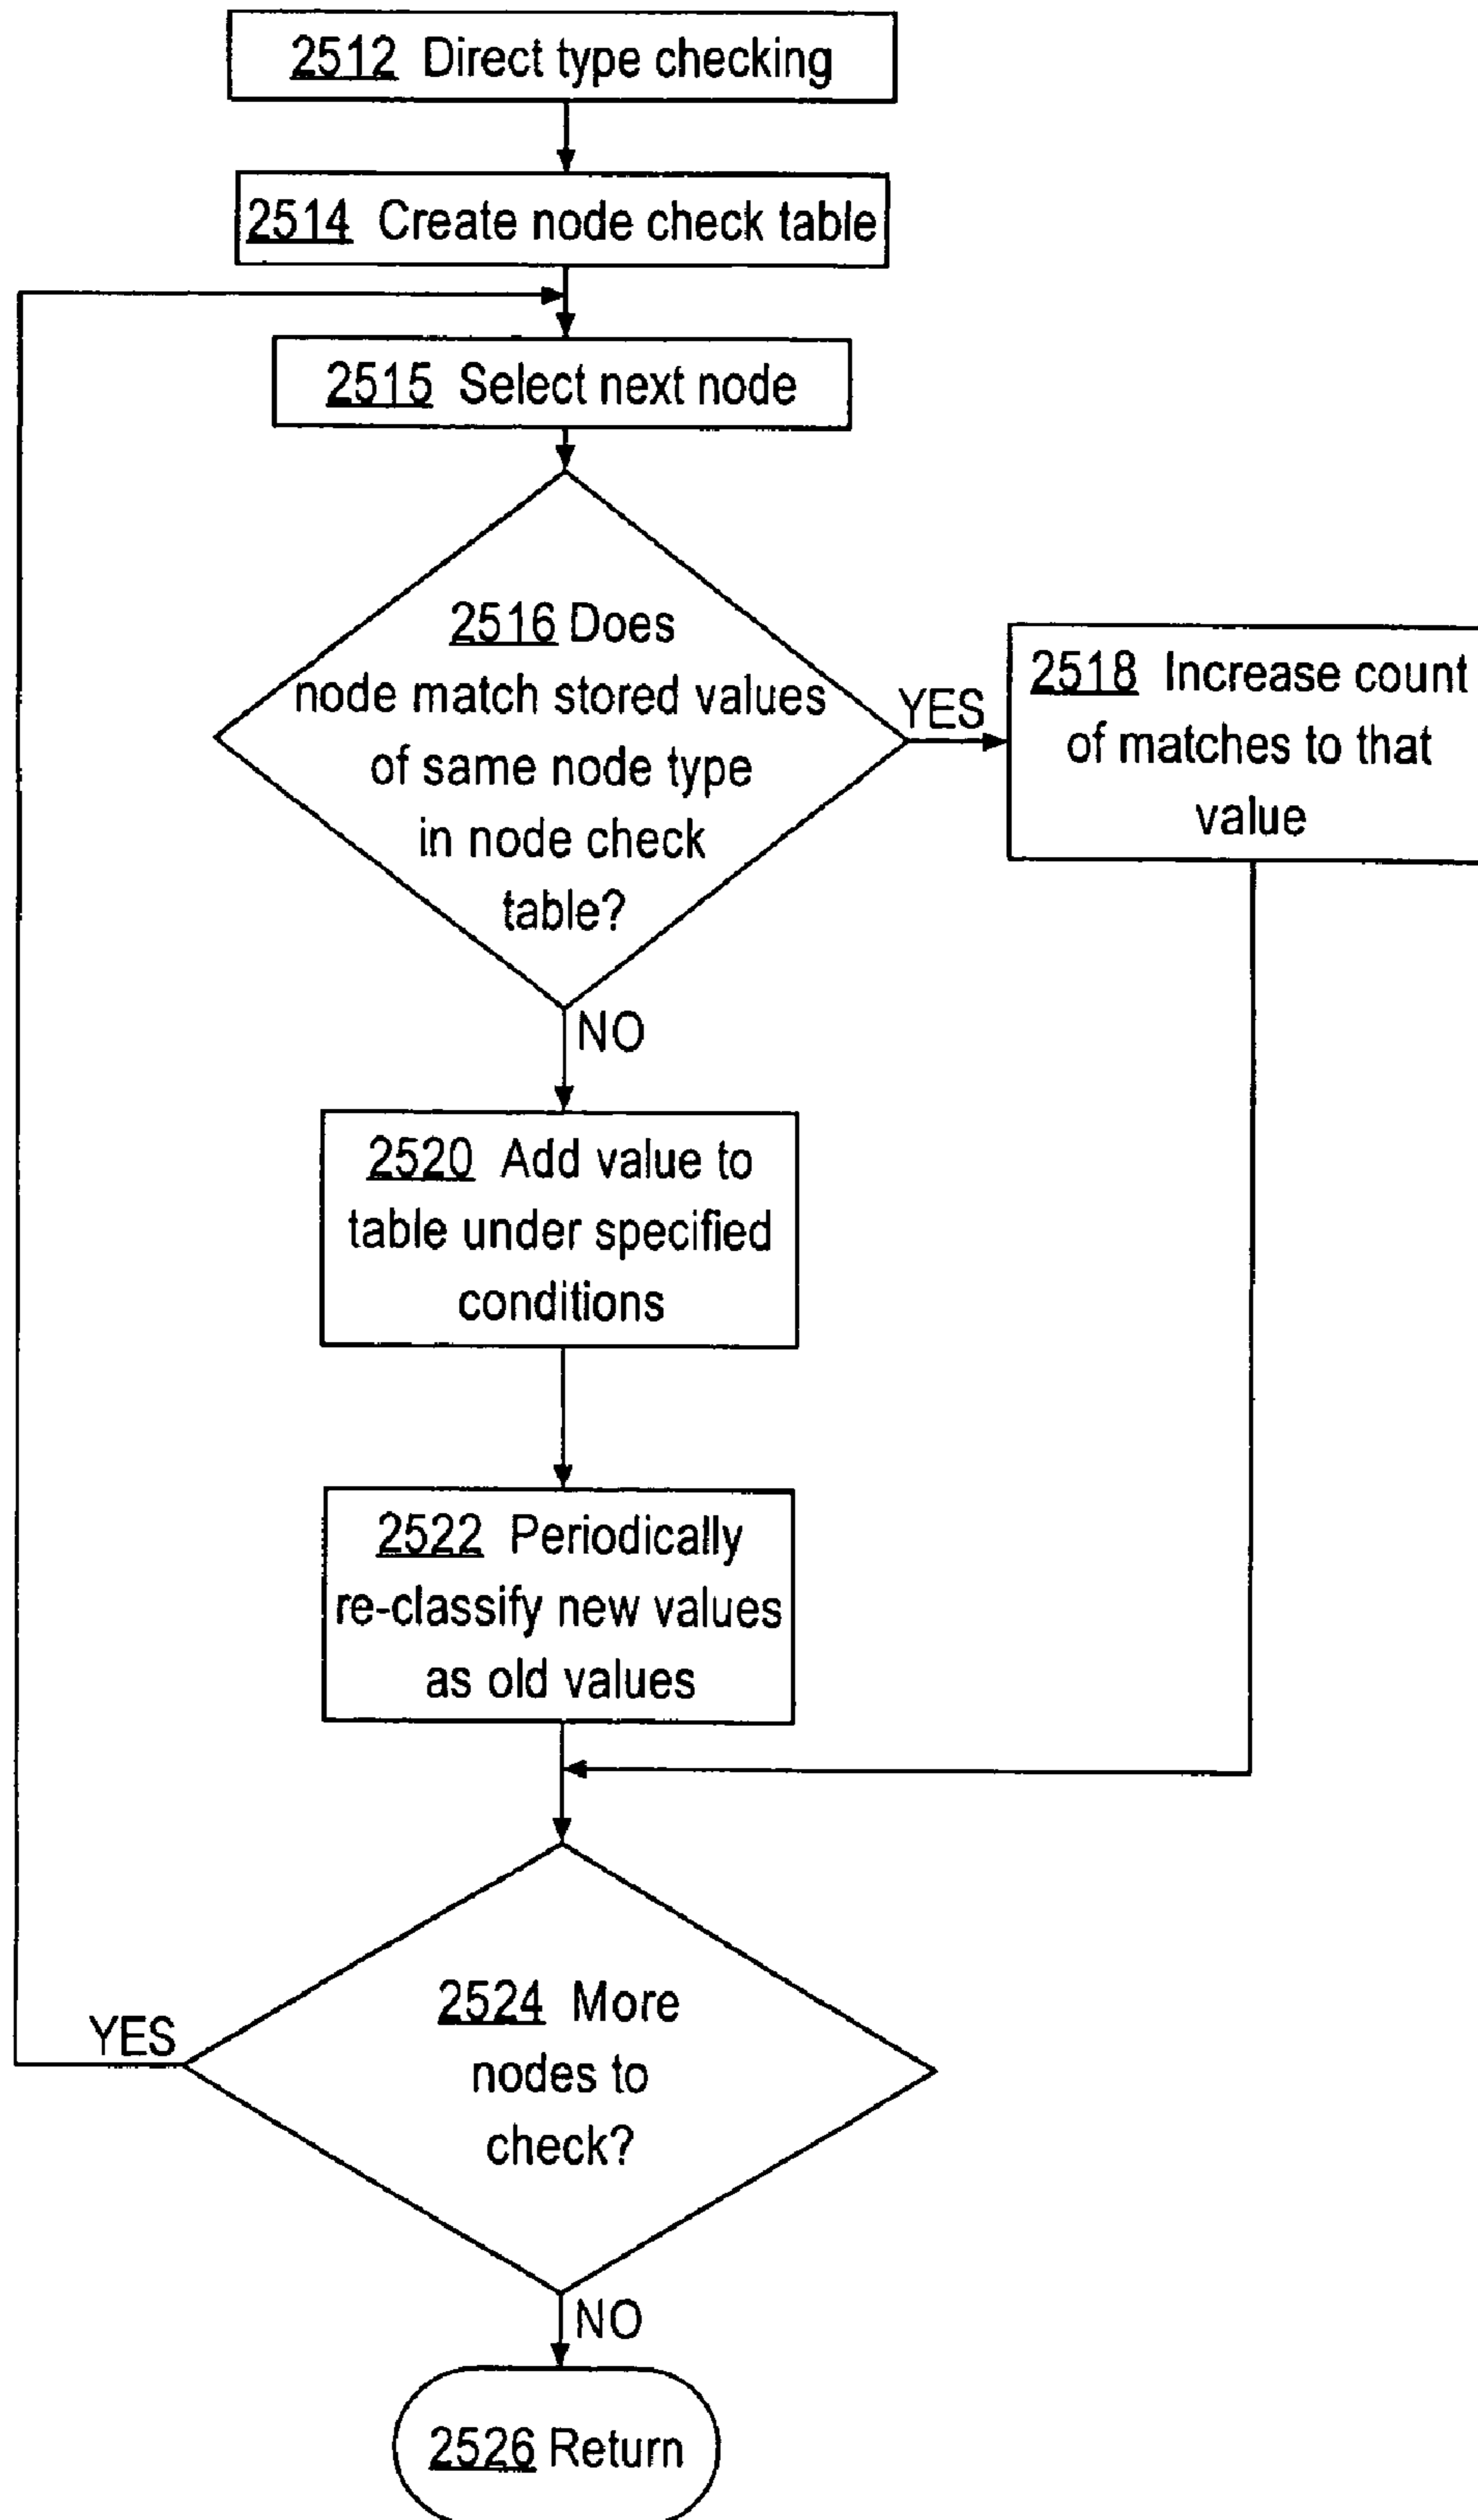 2512 Direct type checking
2514 Create node check table
2515 Select next node
2516 Does
node match stored values
of same node type
in node check
table?
YES
2518 Increase count
of matches to that
value
NO
2520 Add value to
table under specified
conditions
2522 Periodically
re-classify new values
as old values
2524 More
nodes to
check?
YES
NO
2526 Return